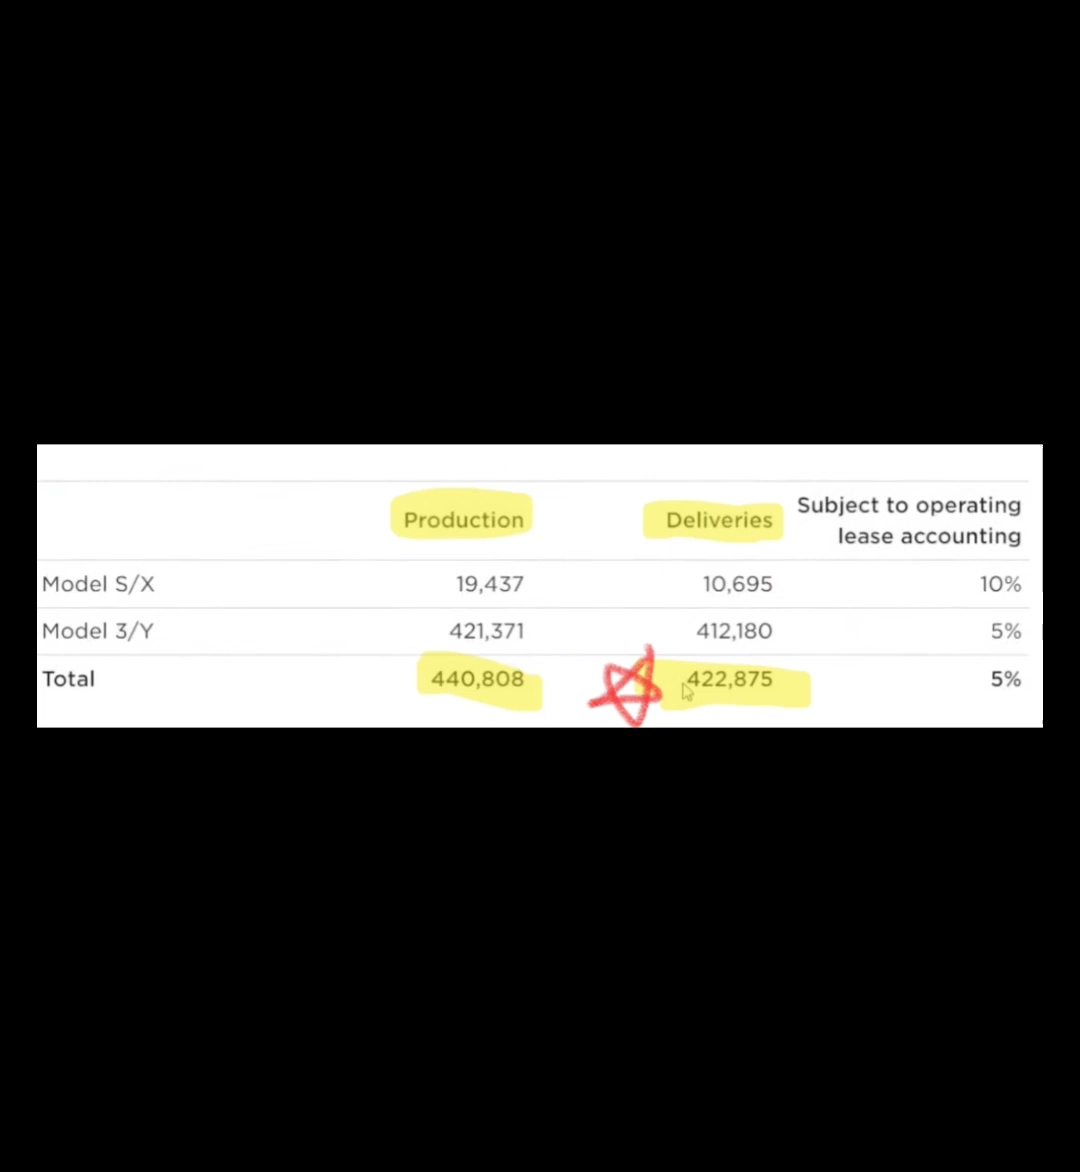 Production Deliveries Subject to operating
lease accounting
Model S/X 19,437 10,695 10%
Model 3/Y 421,371 412,180 5%
Total 440,808 422,875 5%